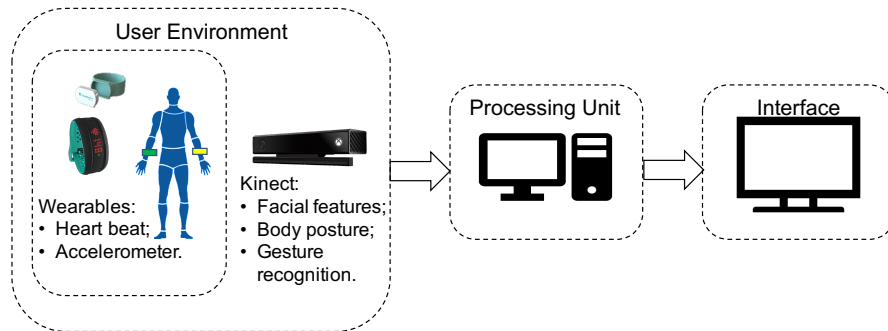 User Environment
Wearables:
• Heart beat;
• Accelerometer.
Kinect:
• Facial features;
• Body posture;
• Gesture
recognition.
Processing Unit
Interface